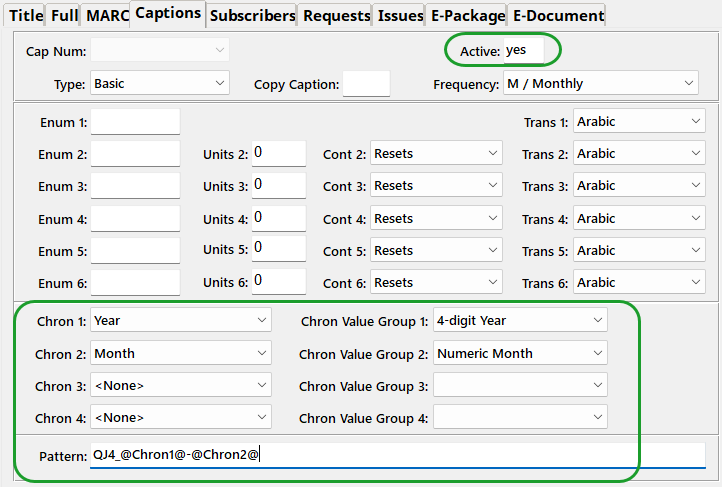 Title Full MARC Captions Subscribers Requests Issues E-Package E-Document
Cap Num: Active: yes
Type: Basic Copy Caption: Frequency: M / Monthly
Enum 1: Trans 1: Arabic
Enum 2: Units 2: 0 Cont 2: Resets Trans 2: Arabic
Enum 3: Units 3: 0 Cont 3: Resets Trans 3: Arabic
Enum 4: Units 4: 0 Cont 4: Resets Trans 4: Arabic
Enum 5: Units 5: 0 Cont 5: Resets Trans 5: Arabic
Enum 6: Units 6: 0 Cont 6: Resets Trans 6: Arabic
Chron 1: Year Chron Value Group 1: 4-digit Year
Chron 2: Month Chron Value Group 2: Numeric Month
Chron 3: <None> Chron Value Group 3:
Chron 4: <None> Chron Value Group 4:
Pattern: QJ4_@Chron1@-@Chron2@